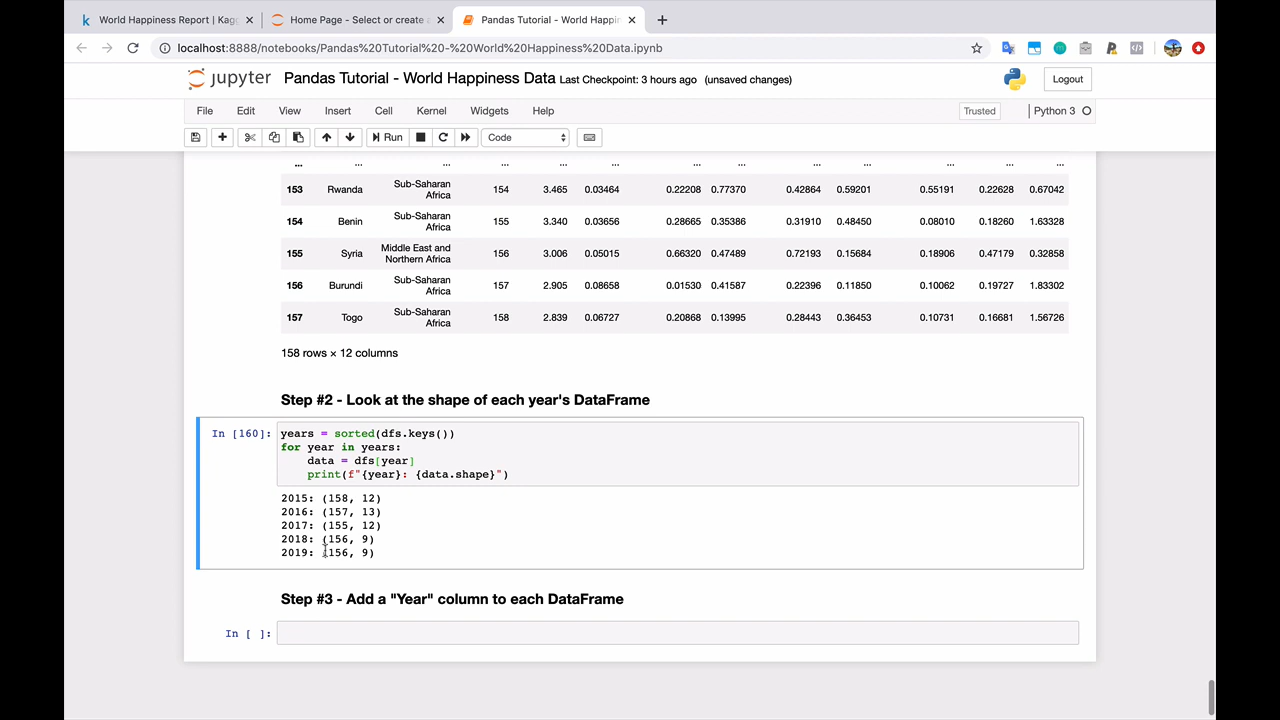 World Happiness Report | Kag
Home Page - Select or create a
Pandas Tutorial - World Happin
localhost:8888/notebooks/Pandas%20Tutorial%20-%20World%20Happiness%20Data.ipynb
jupyter Pandas Tutorial - World Happiness Data Last Checkpoint: 3 hours ago (unsaved changes) Logout
File Edit View Insert Cell Kernel Widgets Help Trusted Python 3
Run Code
... ... ... ... ... ... ... ... ... ... ... ... ...
153 Rwanda Sub-Saharan Africa 154 3.465 0.03464 0.22208 0.77370 0.42864 0.59201 0.55191 0.22628 0.67042
154 Benin Sub-Saharan Africa 155 3.340 0.03656 0.28665 0.35386 0.31910 0.48450 0.08010 0.18260 1.63328
155 Syria Middle East and Northern Africa 156 3.006 0.05015 0.66320 0.47489 0.72193 0.15684 0.18906 0.47179 0.32858
156 Burundi Sub-Saharan Africa 157 2.905 0.08658 0.01530 0.41587 0.22396 0.11850 0.10062 0.19727 1.83302
157 Togo Sub-Saharan Africa 158 2.839 0.06727 0.20868 0.13995 0.28443 0.36453 0.10731 0.16681 1.56726
158 rows × 12 columns
Step #2 - Look at the shape of each year's DataFrame
In [160]: years = sorted(dfs.keys())
for year in years:
    data = dfs[year]
    print(f"{year}: {data.shape}")
2015: (158, 12)
2016: (157, 13)
2017: (155, 12)
2018: (156, 9)
2019: (156, 9)
Step #3 - Add a "Year" column to each DataFrame
In [ ]: